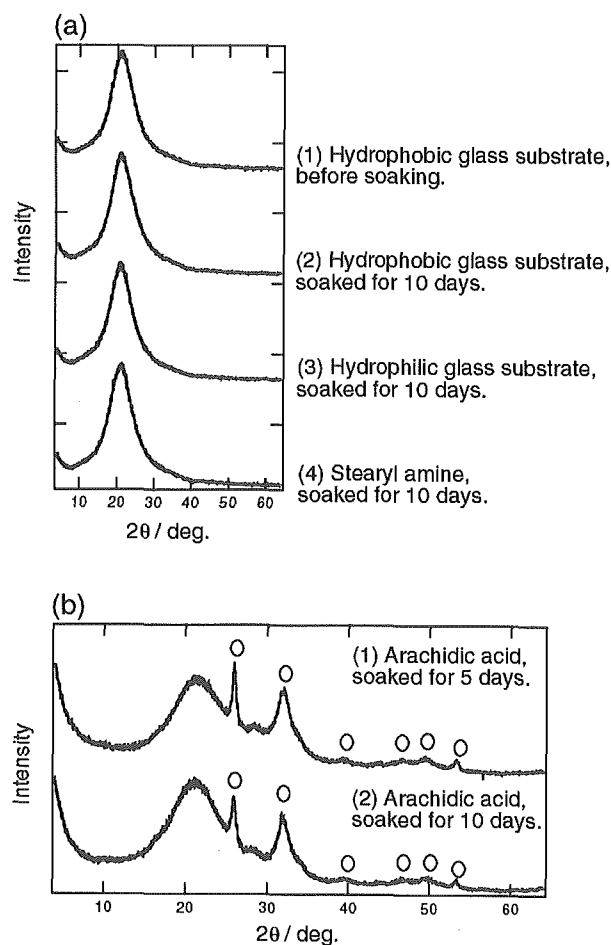 (a)
Intensity
(1) Hydrophobic glass substrate,
before soaking.
(2) Hydrophobic glass substrate,
soaked for 10 days.
(3) Hydrophilic glass substrate,
soaked for 10 days.
(4) Stearyl amine,
soaked for 10 days.
10 20 30 40 50 60
2θ / deg.
(b)
Intensity
(1) Arachidic acid,
soaked for 5 days.
(2) Arachidic acid,
soaked for 10 days.
10 20 30 40 50 60
2θ / deg.